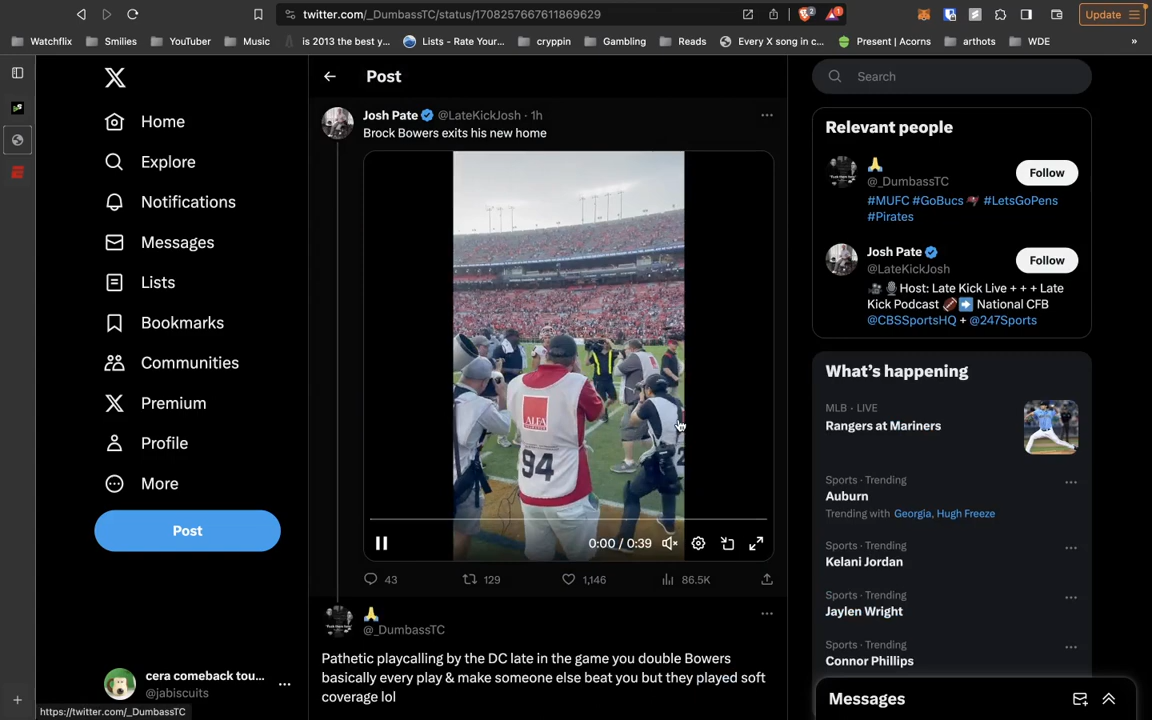 twitter.com/_DumbassTC/status/1708257667611869629
Update
Watchflix
Smilies
YouTuber
Music
is 2013 the best y...
Lists - Rate Your...
cryppin
Gambling
Reads
Every X song in c...
Present | Acorns
arthots
WDE
»
Home
Explore
Notifications
Messages
Lists
Bookmarks
Communities
Premium
Profile
More
Post
cera comeback tou...
@jabiscuits
https://twitter.com/_DumbassTC
Post
Josh Pate @LateKickJosh · 1h
Brock Bowers exits his new home
ALFA
94
0:00 / 0:39
43
129
1,146
86.5K
@_DumbassTC
Pathetic playcalling by the DC late in the game you double Bowers
basically every play & make someone else beat you but they played soft
coverage lol
Search
Relevant people
@_DumbassTC
Follow
#MUFC #GoBucs #LetsGoPens
#Pirates
Josh Pate
@LateKickJosh
Follow
Host: Late Kick Live + + + Late
Kick Podcast National CFB
@CBSSportsHQ + @247Sports
What's happening
MLB · LIVE
Rangers at Mariners
Sports · Trending
Auburn
Trending with Georgia, Hugh Freeze
Sports · Trending
Kelani Jordan
Sports · Trending
Jaylen Wright
Sports · Trending
Connor Phillips
Messages